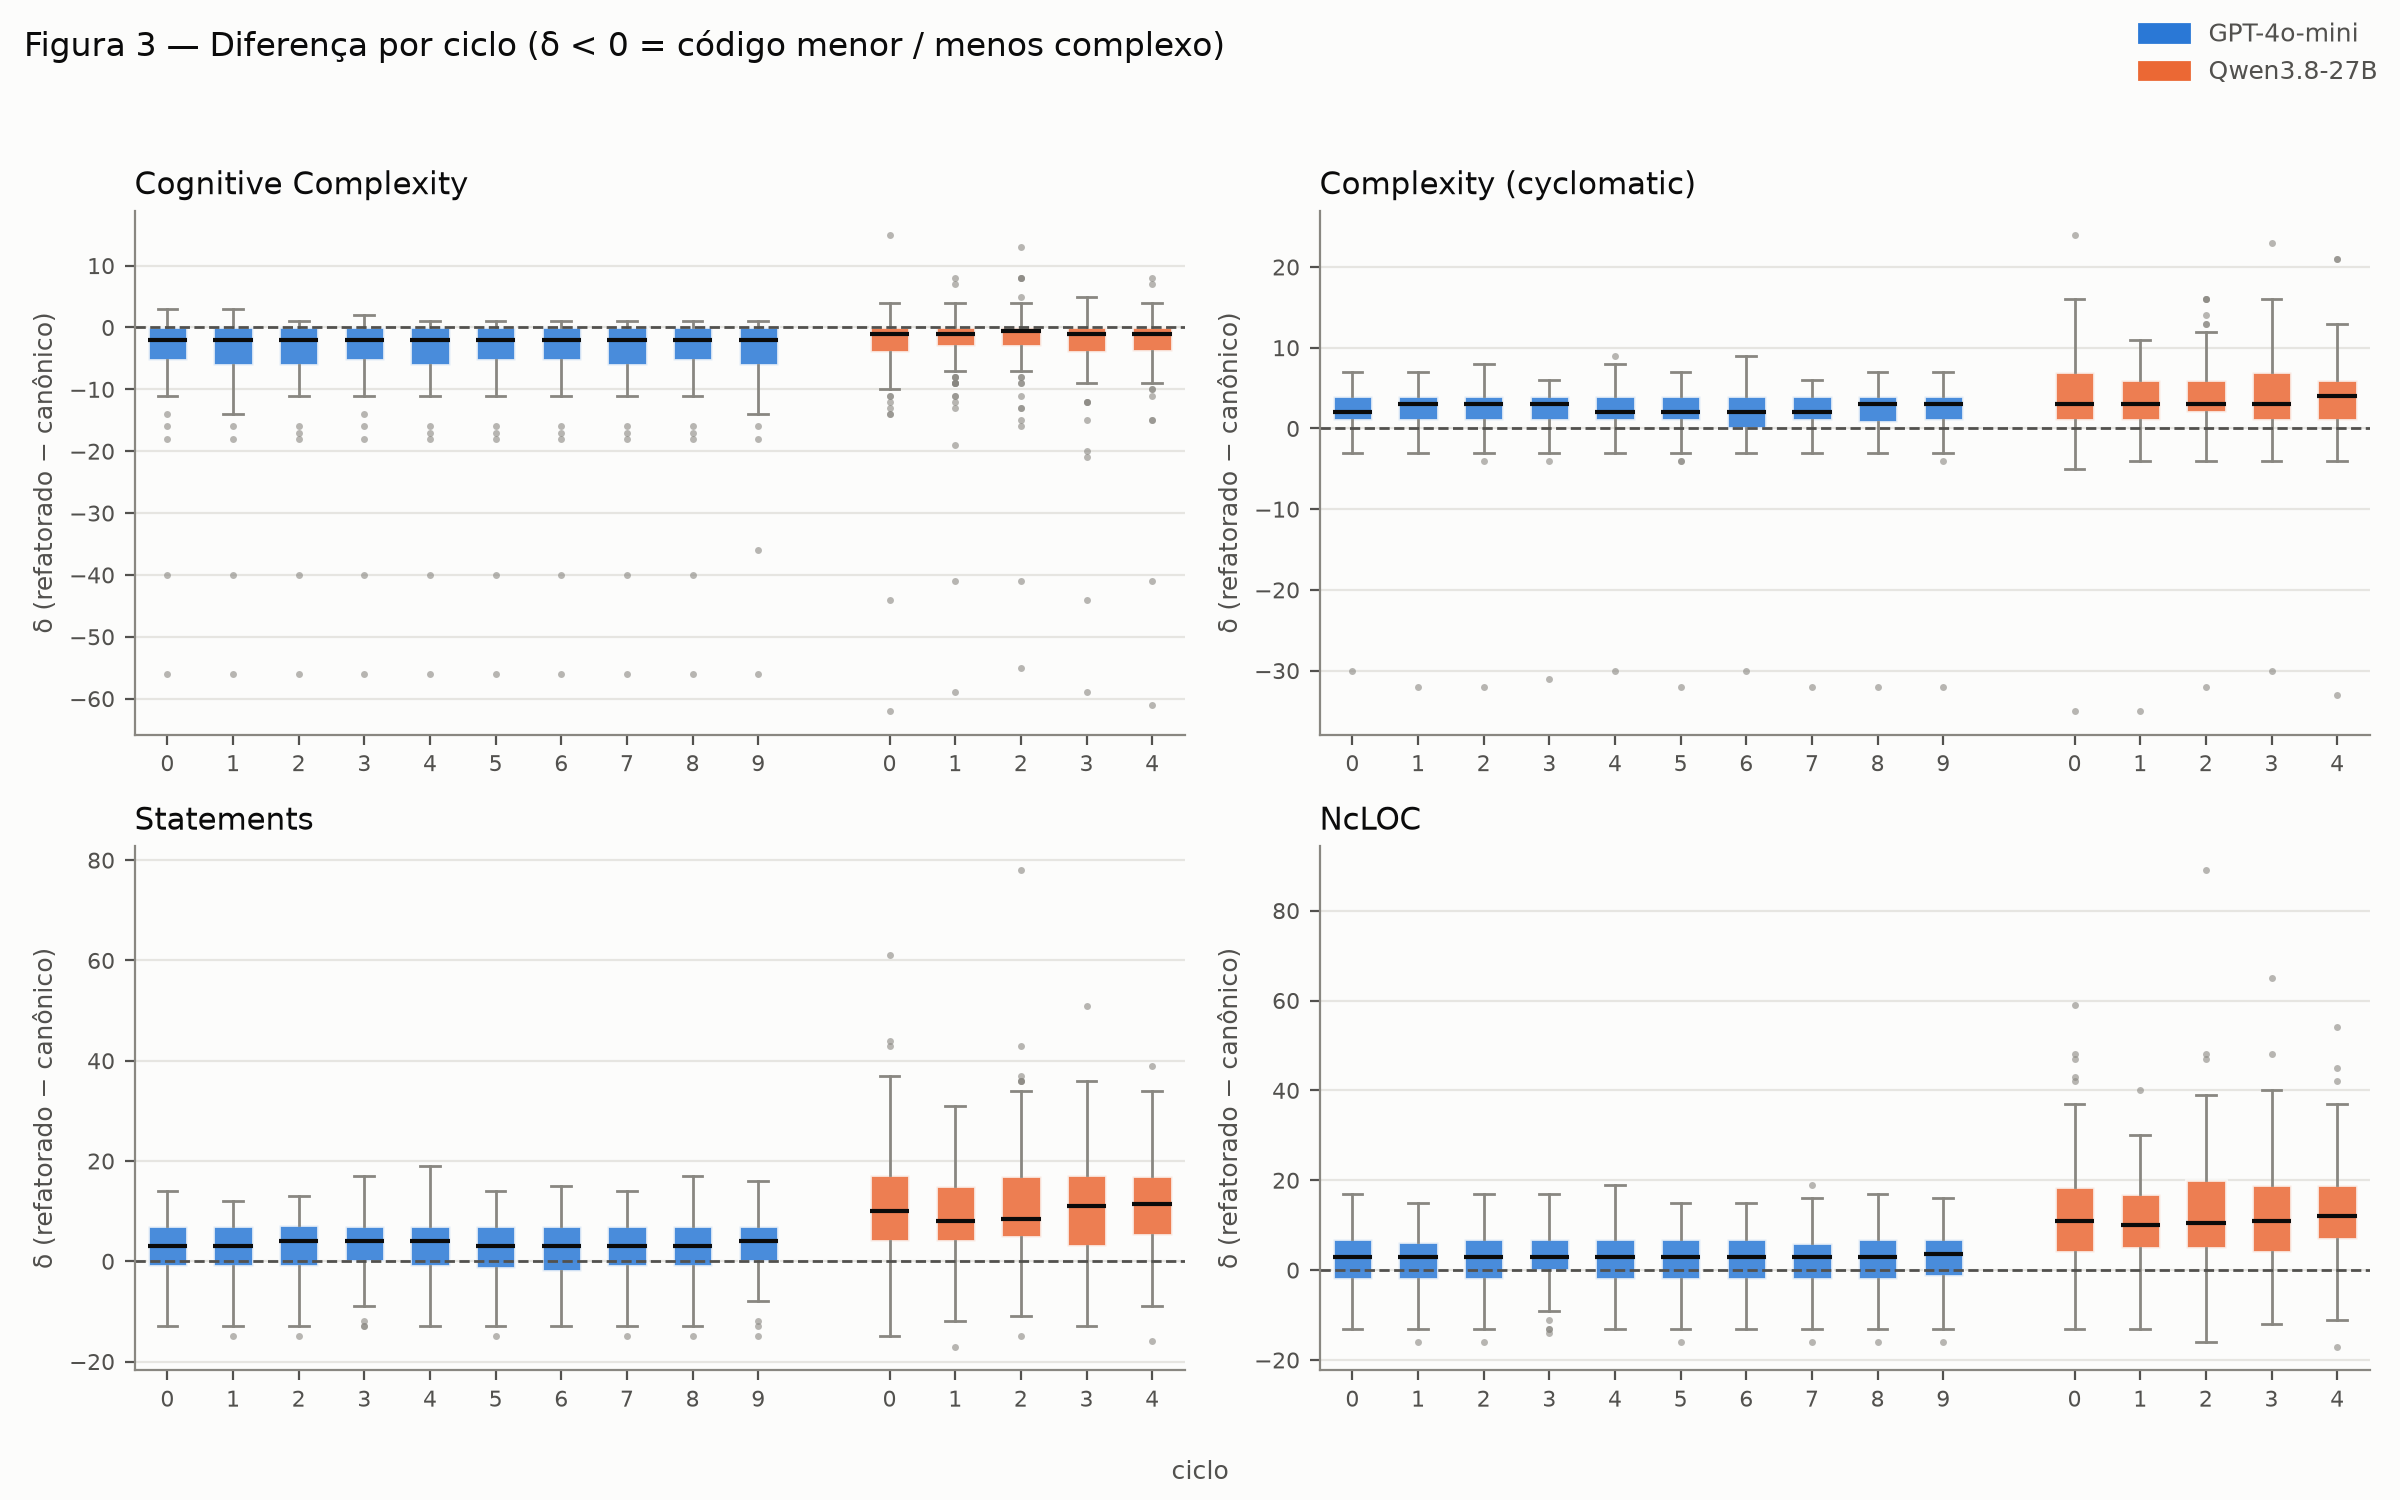 Figura 3 — Diferença por ciclo (δ < 0 = código menor / menos complexo)
GPT-4o-mini
Qwen3.8-27B
Cognitive Complexity
δ (refatorado − canônico)
10
0
−10
−20
−30
−40
−50
−60
0 1 2 3 4 5 6 7 8 9 0 1 2 3 4
Complexity (cyclomatic)
δ (refatorado − canônico)
20
10
0
−10
−20
−30
0 1 2 3 4 5 6 7 8 9 0 1 2 3 4
Statements
δ (refatorado − canônico)
80
60
40
20
0
−20
0 1 2 3 4 5 6 7 8 9 0 1 2 3 4
NcLOC
δ (refatorado − canônico)
80
60
40
20
0
−20
0 1 2 3 4 5 6 7 8 9 0 1 2 3 4
ciclo